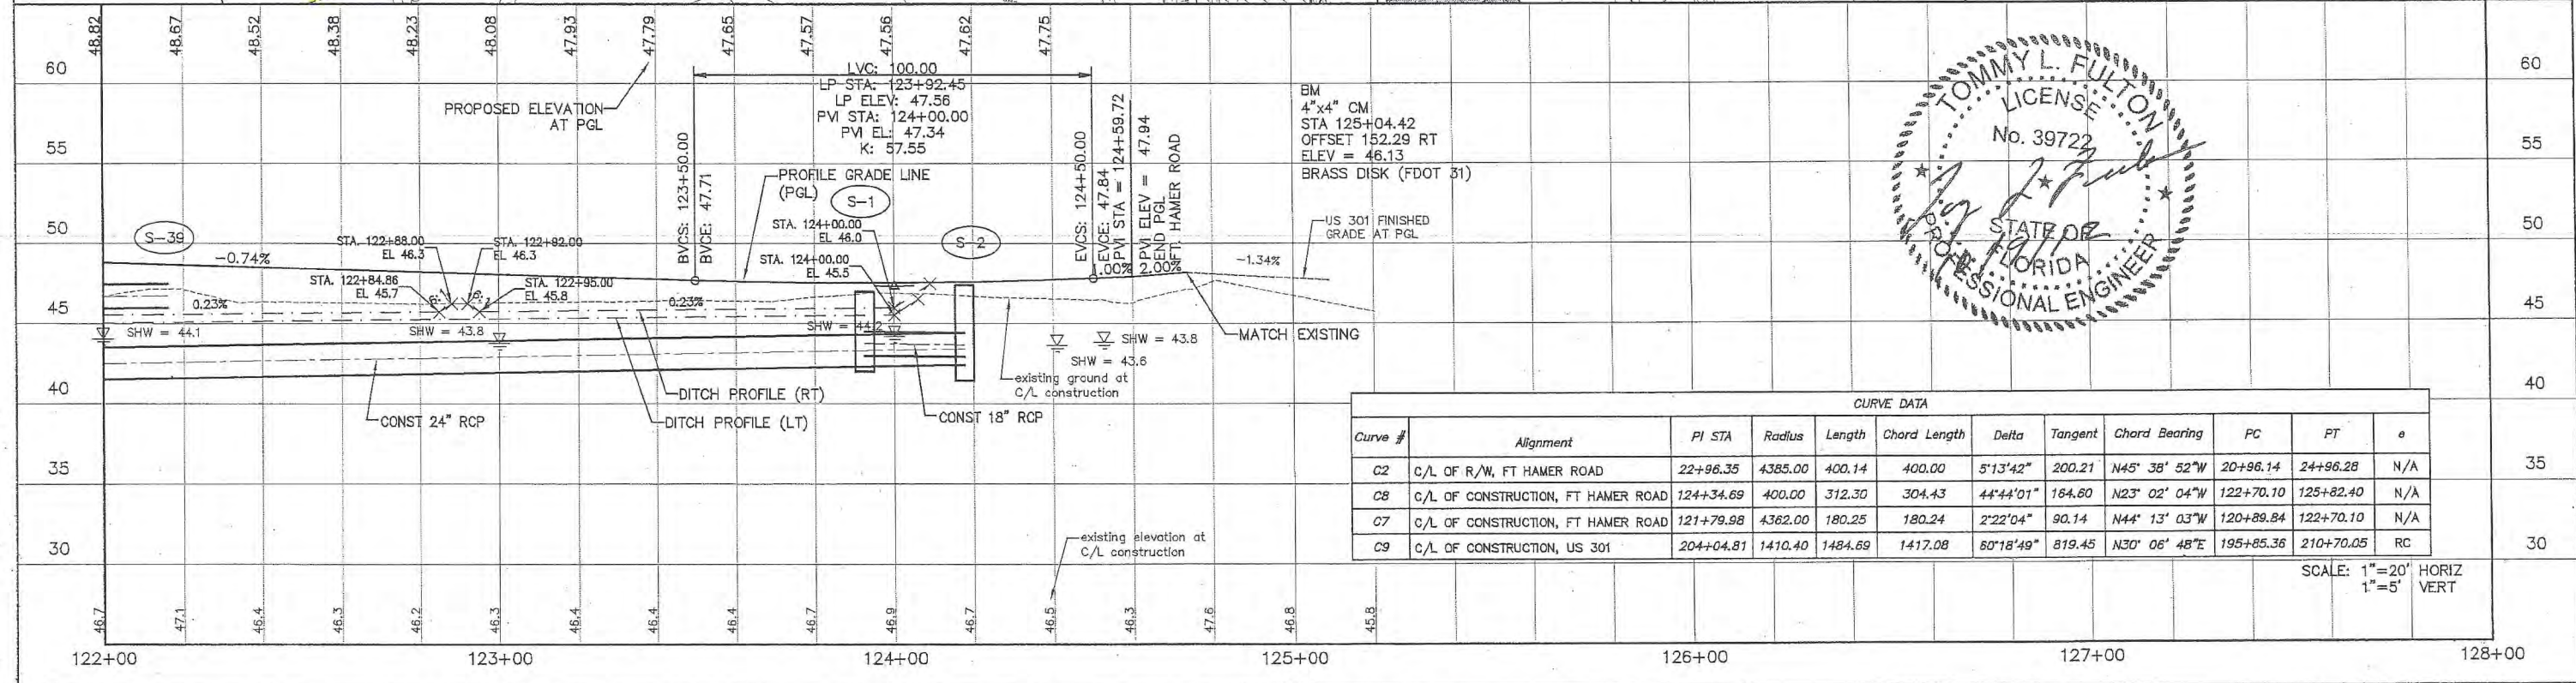 48.82 48.67 48.52 48.38 48.23 48.08 47.93 47.79 47.65 47.57 47.56 47.62 47.75
60
55
50
45
40
35
30
PROPOSED ELEVATION
AT PGL
LVC: 100.00
LP STA: 123+92.45
LP ELEV: 47.56
PVI STA: 124+00.00
PVI EL: 47.34
K: 57.55
BVCS: 123+50.00
BVCE: 47.71
PROFILE GRADE LINE
(PGL)
S-1
S-39
S-2
-0.74%
STA. 122+88.00
EL 46.3
STA. 122+92.00
EL 46.3
STA. 122+84.86
EL 45.7
STA. 122+95.00
EL 45.8
0.23%
0.23%
STA. 124+00.00
EL 46.0
STA. 124+00.00
EL 45.5
EVCS: 124+50.00
EVCE: 47.84
PVI STA = 124+59.72
PVI ELEV = 47.94
END PGL
FT. HAMER ROAD
2.00%
-1.34%
BM
4"x4" CM
STA 125+04.42
OFFSET 152.29 RT
ELEV = 46.13
BRASS DISK (FDOT 31)
US 301 FINISHED
GRADE AT PGL
MATCH EXISTING
SHW = 44.1
SHW = 43.8
SHW = 44.2
SHW = 43.8
SHW = 43.6
existing ground at
C/L construction
DITCH PROFILE (RT)
DITCH PROFILE (LT)
CONST 24" RCP
CONST 18" RCP
existing elevation at
C/L construction
TOMMY L. FULTON
LICENSE
No. 39722
STATE OF
FLORIDA
PROFESSIONAL ENGINEER
60
55
50
45
40
35
30
CURVE DATA
Curve # Alignment PI STA Radius Length Chord Length Delta Tangent Chord Bearing PC PT e
C2 C/L OF R/W, FT HAMER ROAD 22+96.35 4385.00 400.14 400.00 5°13'42" 200.21 N45° 38' 52"W 20+96.14 24+96.28 N/A
C8 C/L OF CONSTRUCTION, FT HAMER ROAD 124+34.69 400.00 312.30 304.43 44°44'01" 164.60 N23° 02' 04"W 122+70.10 125+82.40 N/A
C7 C/L OF CONSTRUCTION, FT HAMER ROAD 121+79.98 4362.00 180.25 180.24 2°22'04" 90.14 N44° 13' 03"W 120+89.84 122+70.10 N/A
C9 C/L OF CONSTRUCTION, US 301 204+04.81 1410.40 1484.69 1417.08 60°18'49" 819.45 N30° 06' 48"E 195+85.36 210+70.05 RC
SCALE: 1"=20' HORIZ
1"=5' VERT
46.7 47.1 46.4 46.3 46.2 46.3 46.4 46.4 46.4 46.7 46.9 46.7 46.5 46.3 47.6 46.8 45.8
122+00 123+00 124+00 125+00 126+00 127+00 128+00